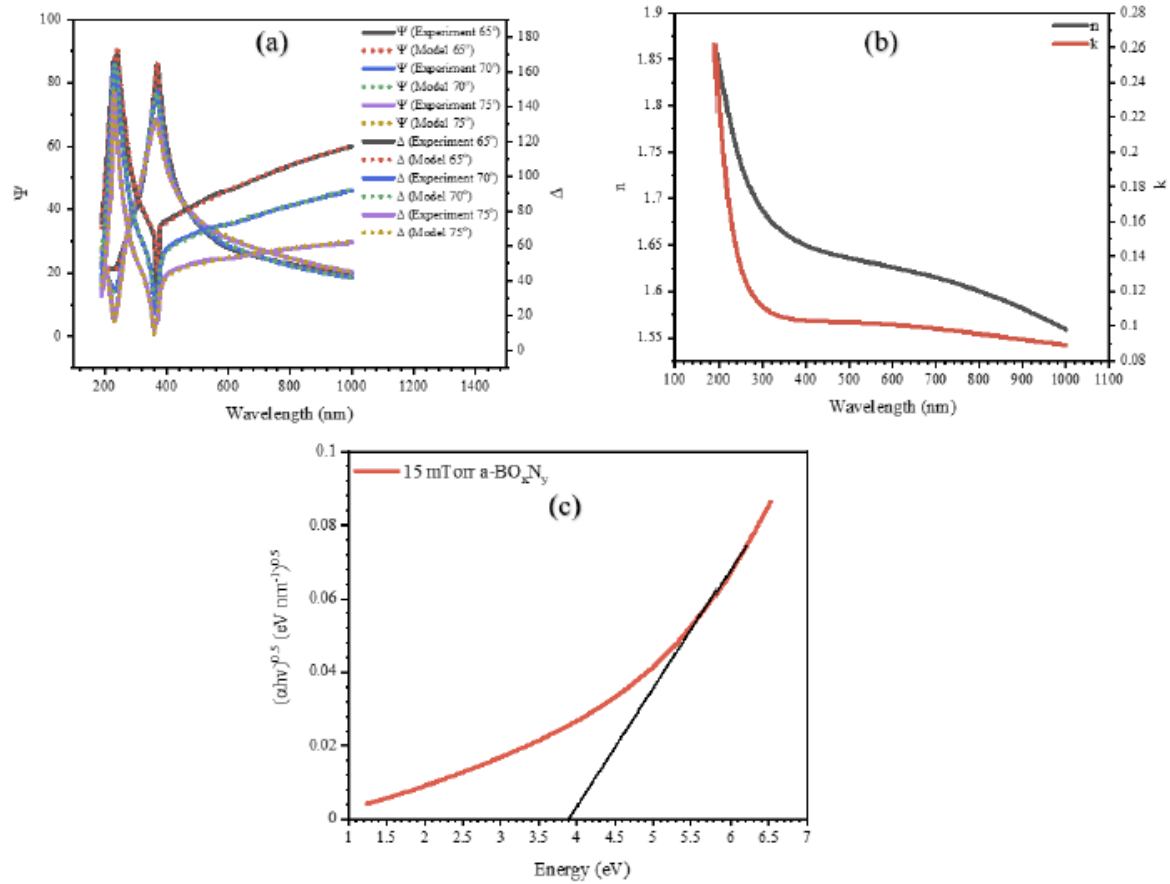 (a)
Ψ (Experiment 65°)
Ψ (Model 65°)
Ψ (Experiment 70°)
Ψ (Model 70°)
Ψ (Experiment 75°)
Ψ (Model 75°)
Δ (Experiment 65°)
Δ (Model 65°)
Δ (Experiment 70°)
Δ (Model 70°)
Δ (Experiment 75°)
Δ (Model 75°)
100
80
60
40
20
0
Ψ
180
160
140
120
100
80
60
40
20
0
Δ
200 400 600 800 1000 1200 1400
Wavelength (nm)
(b)
n
k
1.9
1.85
1.8
1.75
1.7
1.65
1.6
1.55
n
0.28
0.26
0.24
0.22
0.2
0.18
0.16
0.14
0.12
0.1
0.08
k
100 200 300 400 500 600 700 800 900 1000 1100
Wavelength (nm)
15 mTorr a-BOₓNᵧ
(c)
0.1
0.08
0.06
0.04
0.02
0
(αhν)^0.5 (eV nm⁻¹)^0.5
1 1.5 2 2.5 3 3.5 4 4.5 5 5.5 6 6.5 7
Energy (eV)